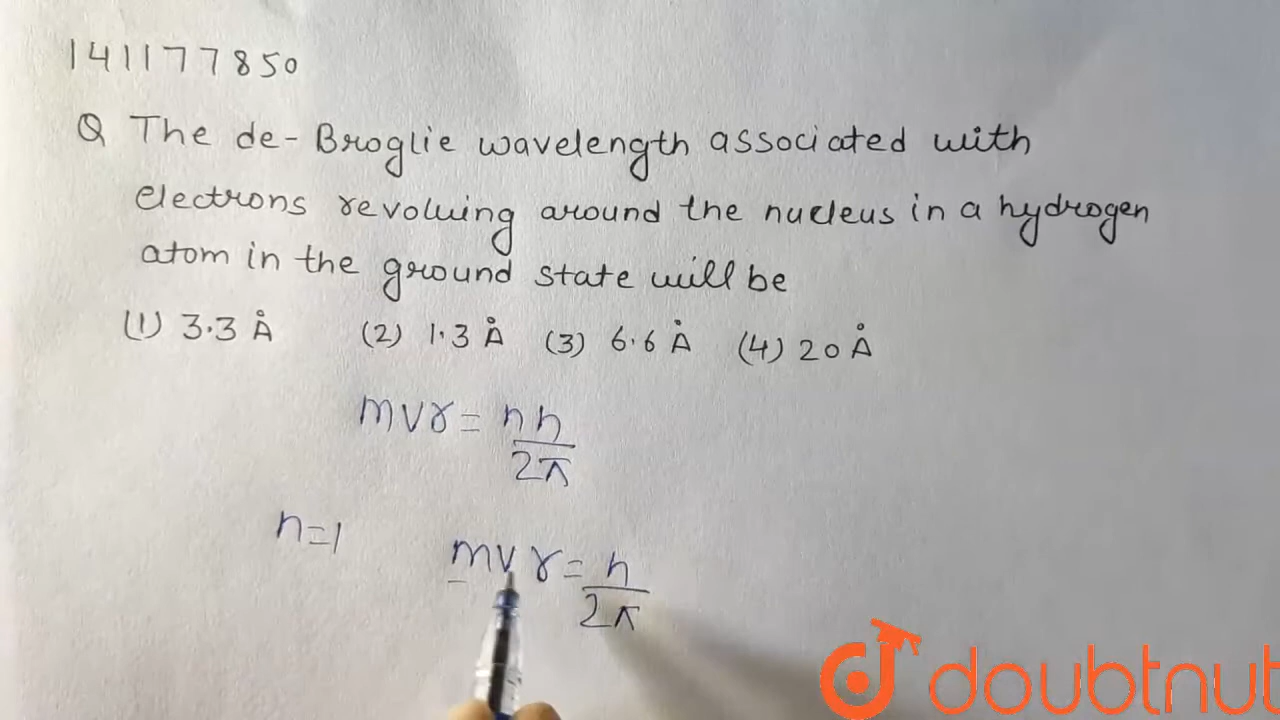 141177850
Q The de-Broglie wavelength associated with
electrons revolving around the nucleus in a hydrogen
atom in the ground state will be
(1) 3.3 Å (2) 1.3 Å (3) 6.6 Å (4) 20 Å
mvr = nh
2π
n=1 mvr = h
2π
doubtnut